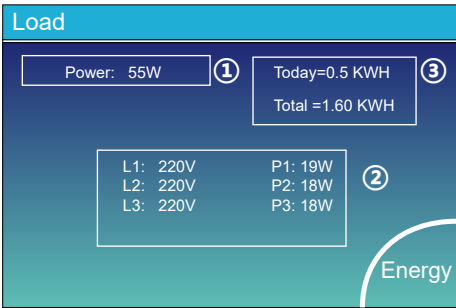 Load
Power: 55W ①
Today=0.5 KWH ③
Total =1.60 KWH
L1: 220V P1: 19W ②
L2: 220V P2: 18W
L3: 220V P3: 18W
Energy